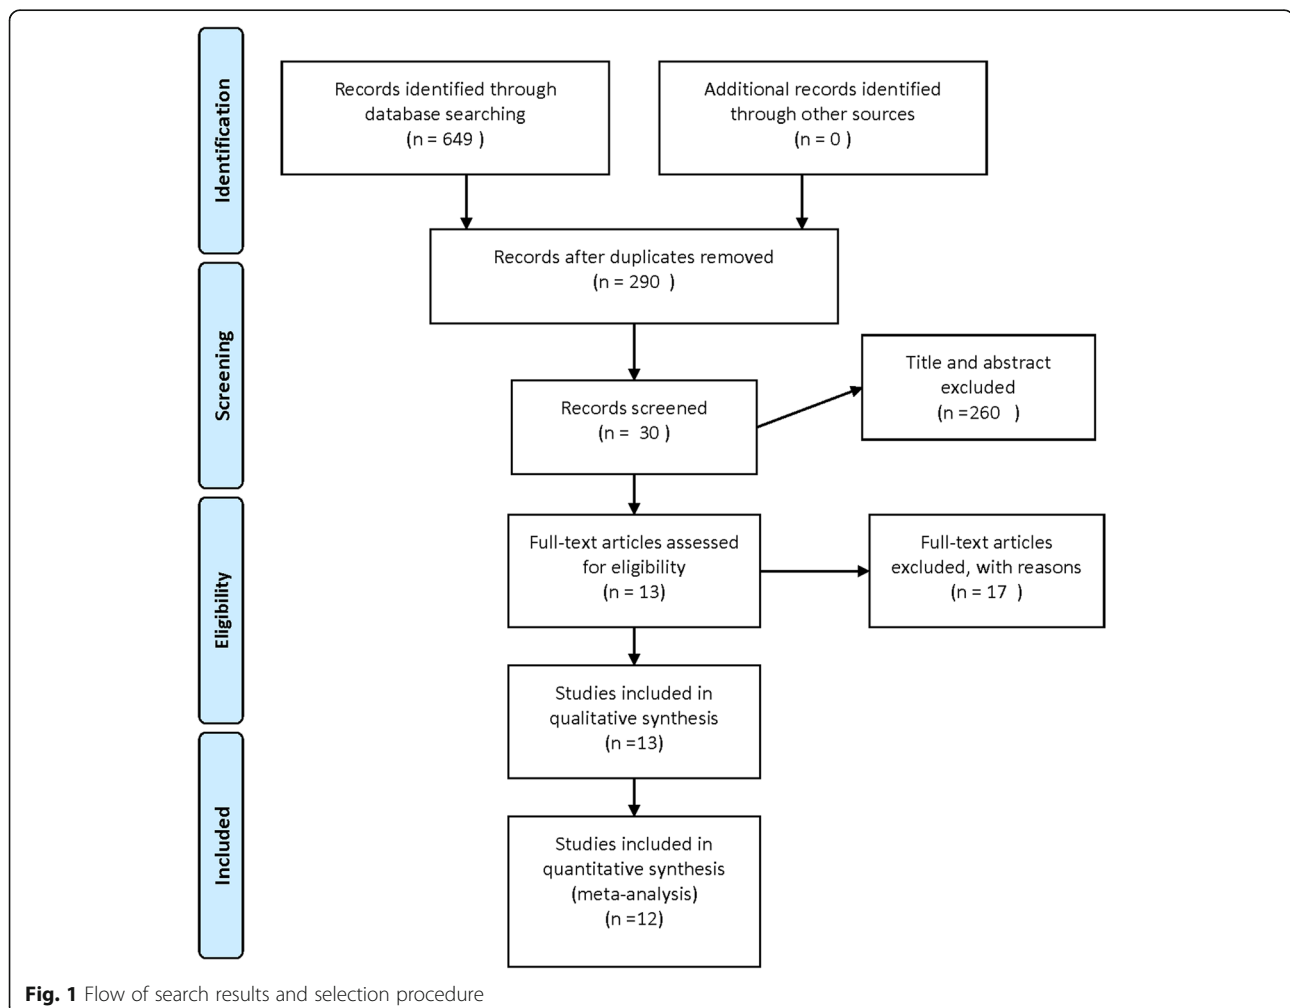 Identification
Records identified through
database searching
(n = 649 )
Additional records identified
through other sources
(n = 0 )
Records after duplicates removed
(n = 290  )
Screening
Title and abstract
excluded
(n =260   )
Records screened
(n =  30 )
Eligibility
Full-text articles assessed
for eligibility
(n = 13)
Full-text articles
excluded, with reasons
(n = 17  )
Studies included in
qualitative synthesis
(n =13)
Included
Studies included in
quantitative synthesis
(meta-analysis)
(n =12)
Fig. 1 Flow of search results and selection procedure